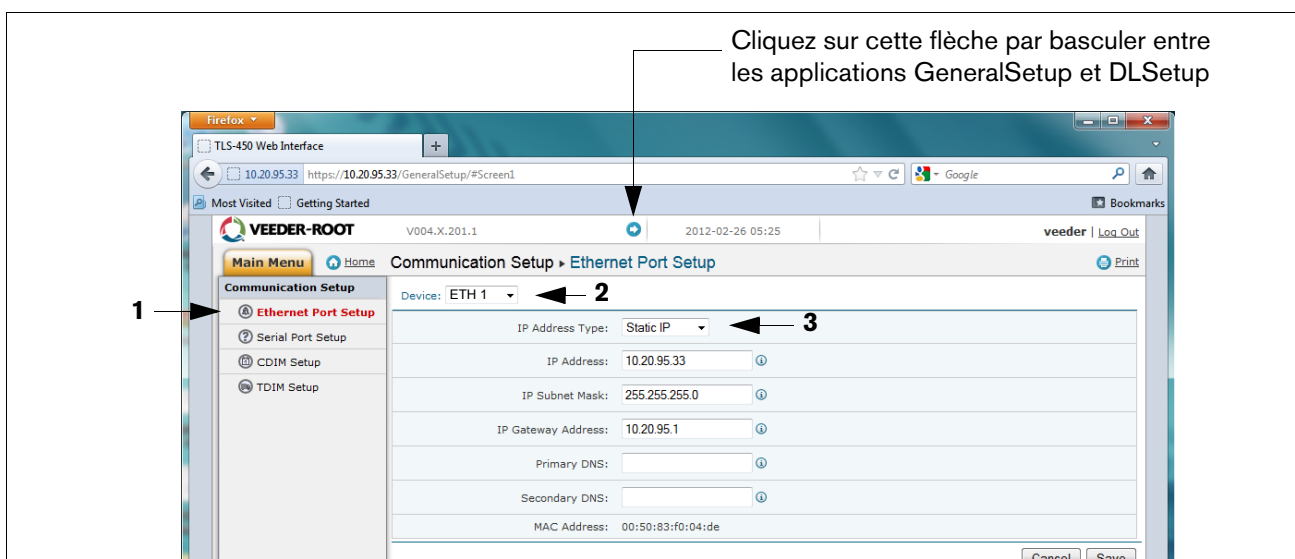 Cliquez sur cette flèche par basculer entre
les applications GeneralSetup et DLSetup
Firefox
TLS-450 Web Interface
10.20.95.33 https://10.20.95.33/GeneralSetup/#Screen1
Google
Most Visited Getting Started
Bookmarks
VEEDER-ROOT V004.X.201.1 2012-02-26 05:25 veeder | Log Out
Main Menu Home Communication Setup ▸ Ethernet Port Setup Print
Communication Setup
1 Ethernet Port Setup
Serial Port Setup
CDIM Setup
TDIM Setup
Device: ETH 1 2
IP Address Type: Static IP 3
IP Address: 10.20.95.33
IP Subnet Mask: 255.255.255.0
IP Gateway Address: 10.20.95.1
Primary DNS:
Secondary DNS:
MAC Address: 00:50:83:f0:04:de
Cancel Save